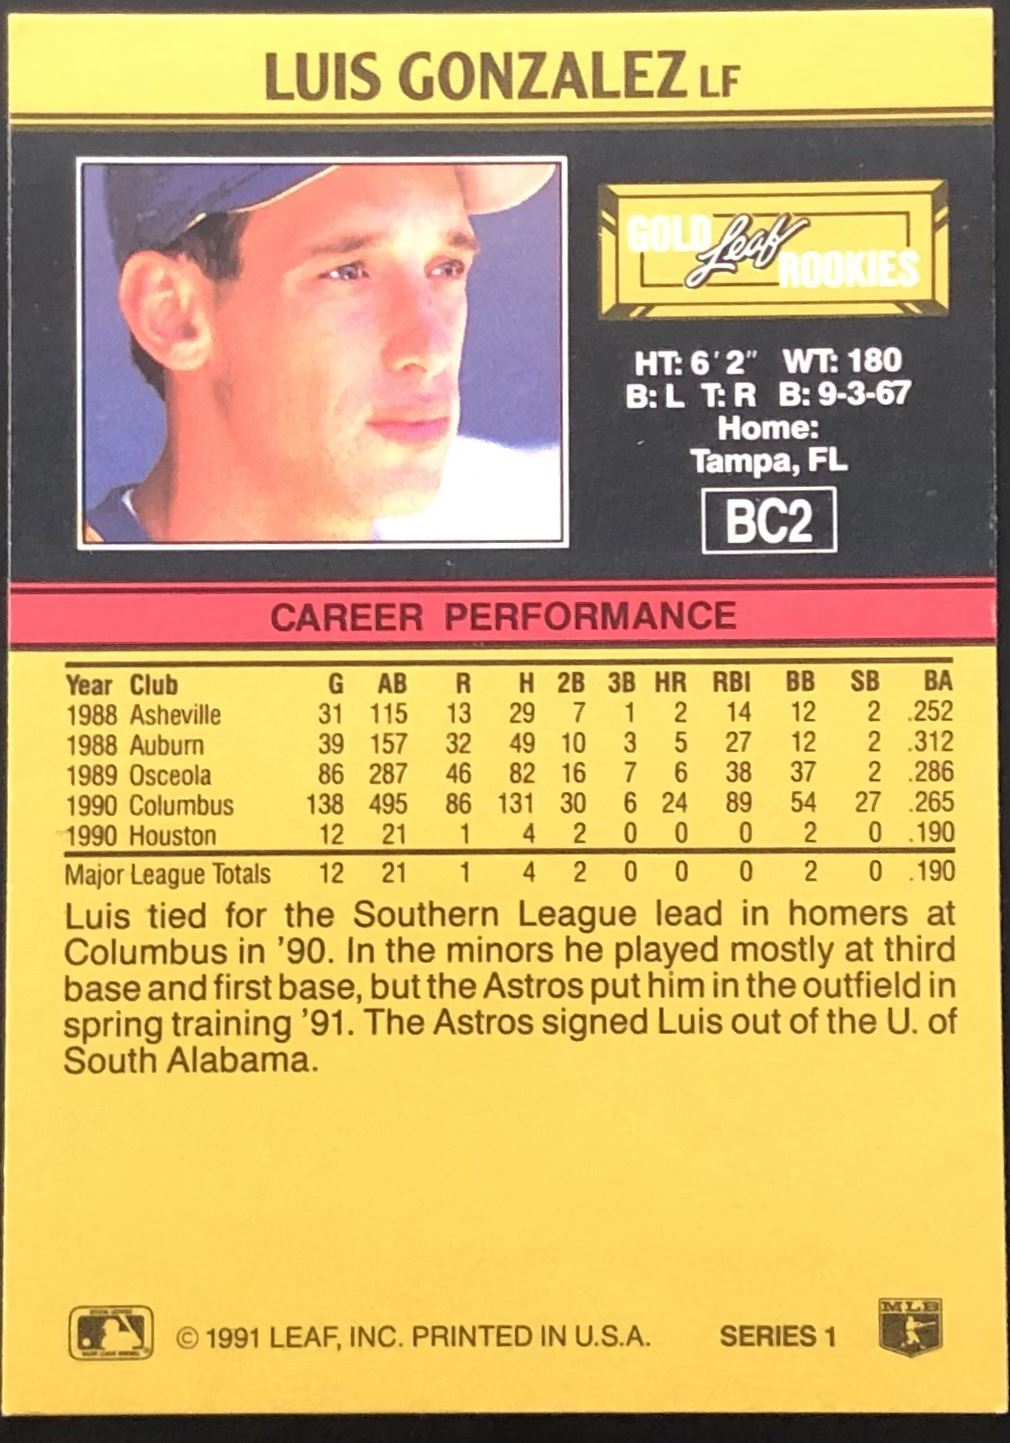 LUIS GONZALEZ LF
GOLD Leaf ROOKIES
HT: 6'2" WT: 180
B: L T: R B: 9-3-67
Home:
Tampa, FL
BC2
CAREER PERFORMANCE
Year Club G AB R H 2B 3B HR RBI BB SB BA
1988 Asheville 31 115 13 29 7 1 2 14 12 2 .252
1988 Auburn 39 157 32 49 10 3 5 27 12 2 .312
1989 Osceola 86 287 46 82 16 7 6 38 37 2 .286
1990 Columbus 138 495 86 131 30 6 24 89 54 27 .265
1990 Houston 12 21 1 4 2 0 0 0 2 0 .190
Major League Totals 12 21 1 4 2 0 0 0 2 0 .190
Luis tied for the Southern League lead in homers at
Columbus in '90. In the minors he played mostly at third
base and first base, but the Astros put him in the outfield in
spring training '91. The Astros signed Luis out of the U. of
South Alabama.
© 1991 LEAF, INC. PRINTED IN U.S.A. SERIES 1
MLB